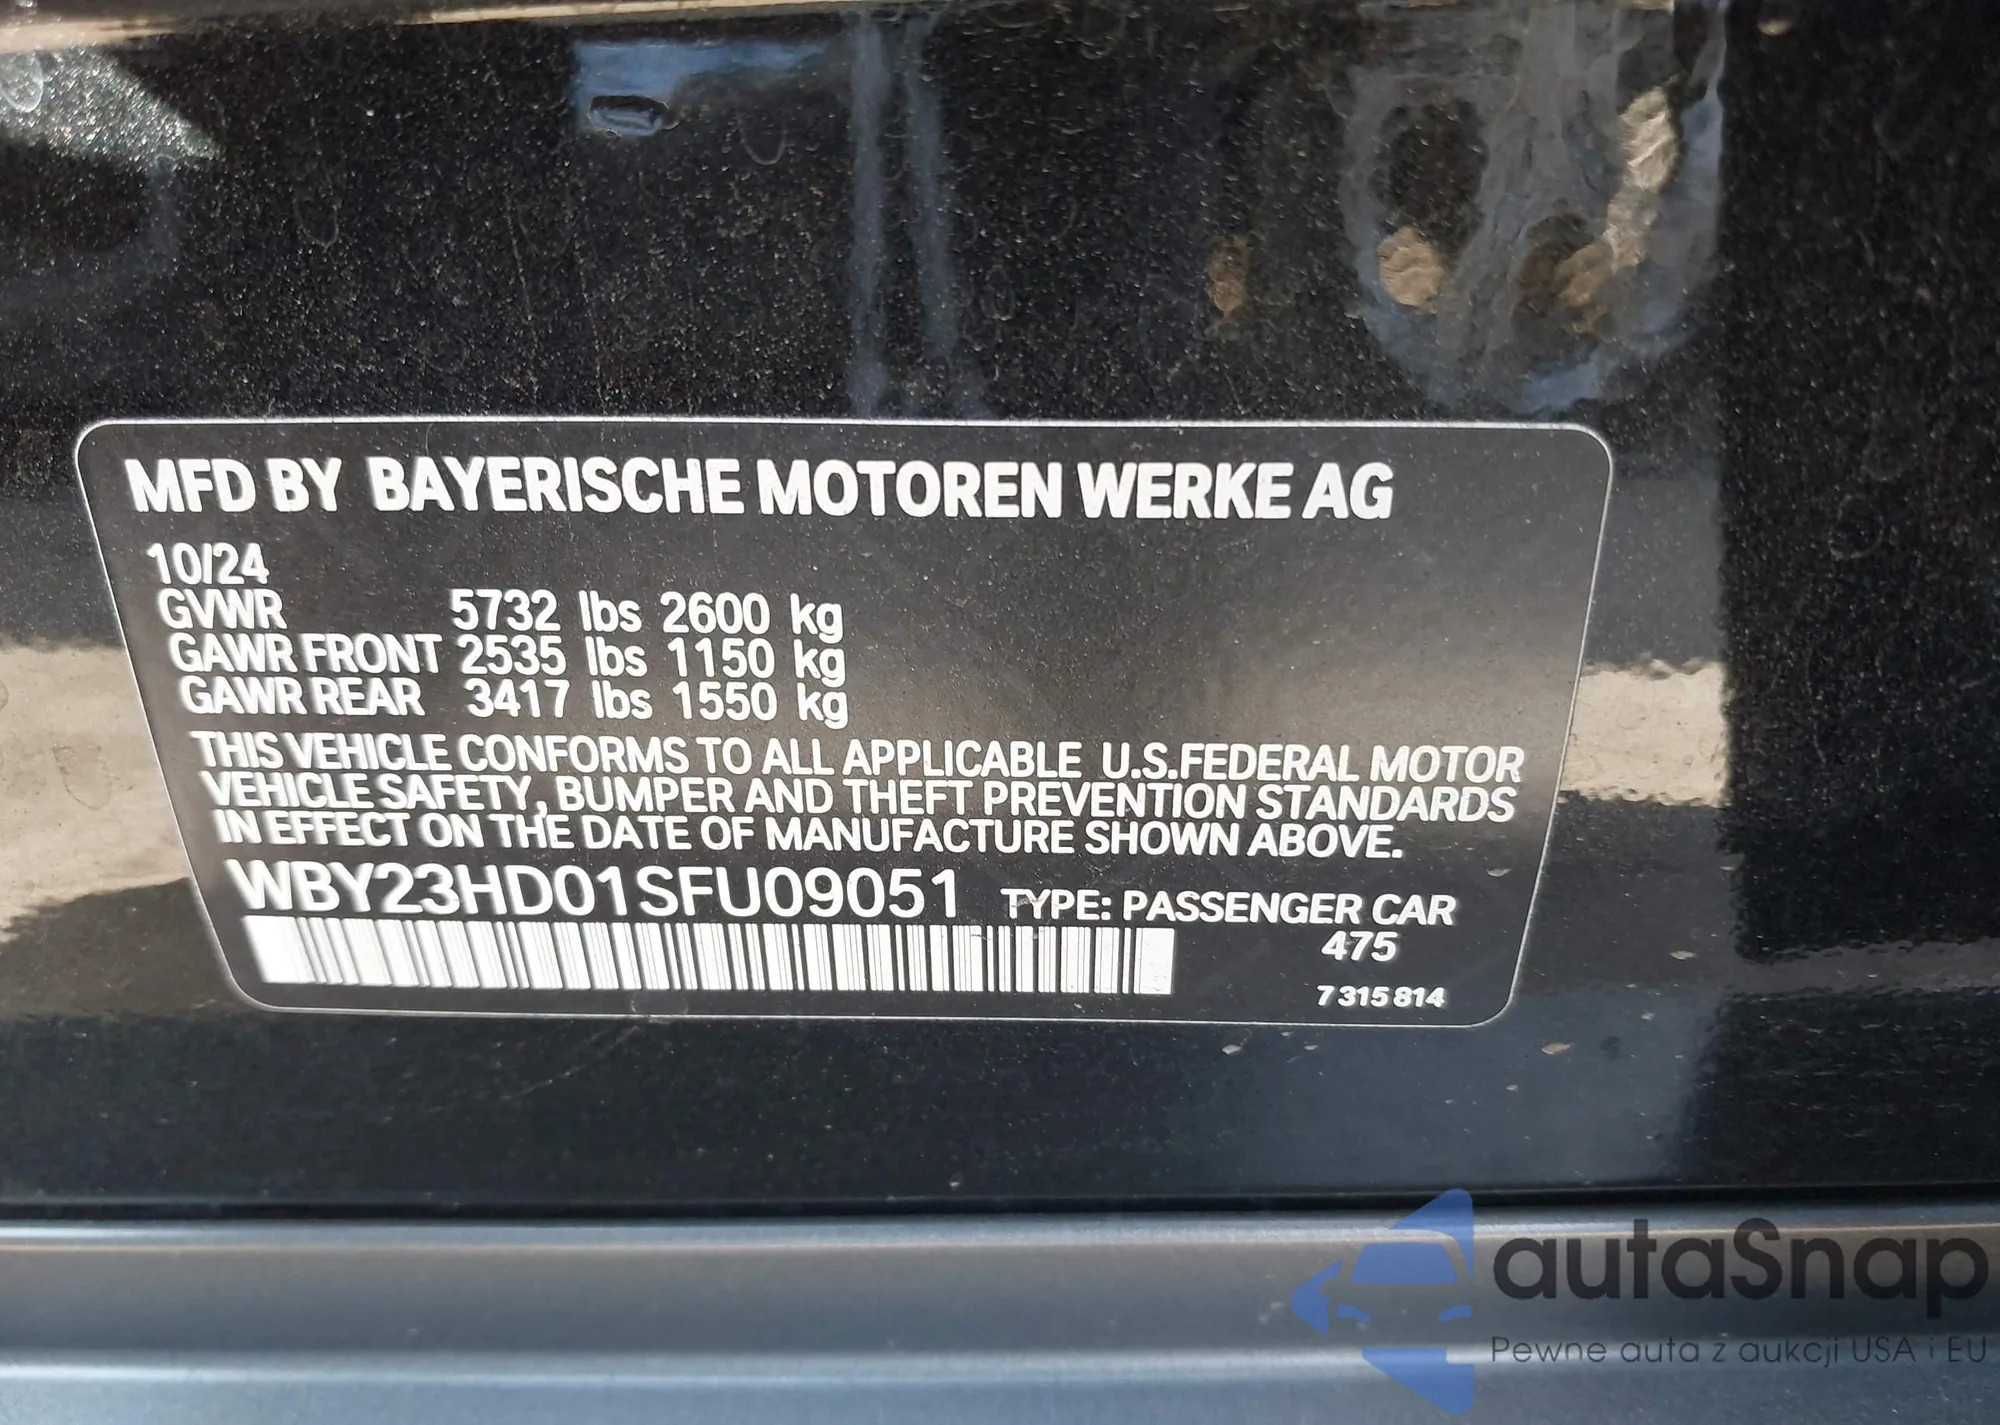 MFD BY BAYERISCHE MOTOREN WERKE AG
10/24
GVWR 5732 lbs 2600 kg
GAWR FRONT 2535 lbs 1150 kg
GAWR REAR 3417 lbs 1550 kg
THIS VEHICLE CONFORMS TO ALL APPLICABLE U.S.FEDERAL MOTOR
VEHICLE SAFETY, BUMPER AND THEFT PREVENTION STANDARDS
IN EFFECT ON THE DATE OF MANUFACTURE SHOWN ABOVE.
WBY23HD01SFU09051 TYPE: PASSENGER CAR
475
7 315 814
autaSnap
Pewne auta z aukcji USA i EU